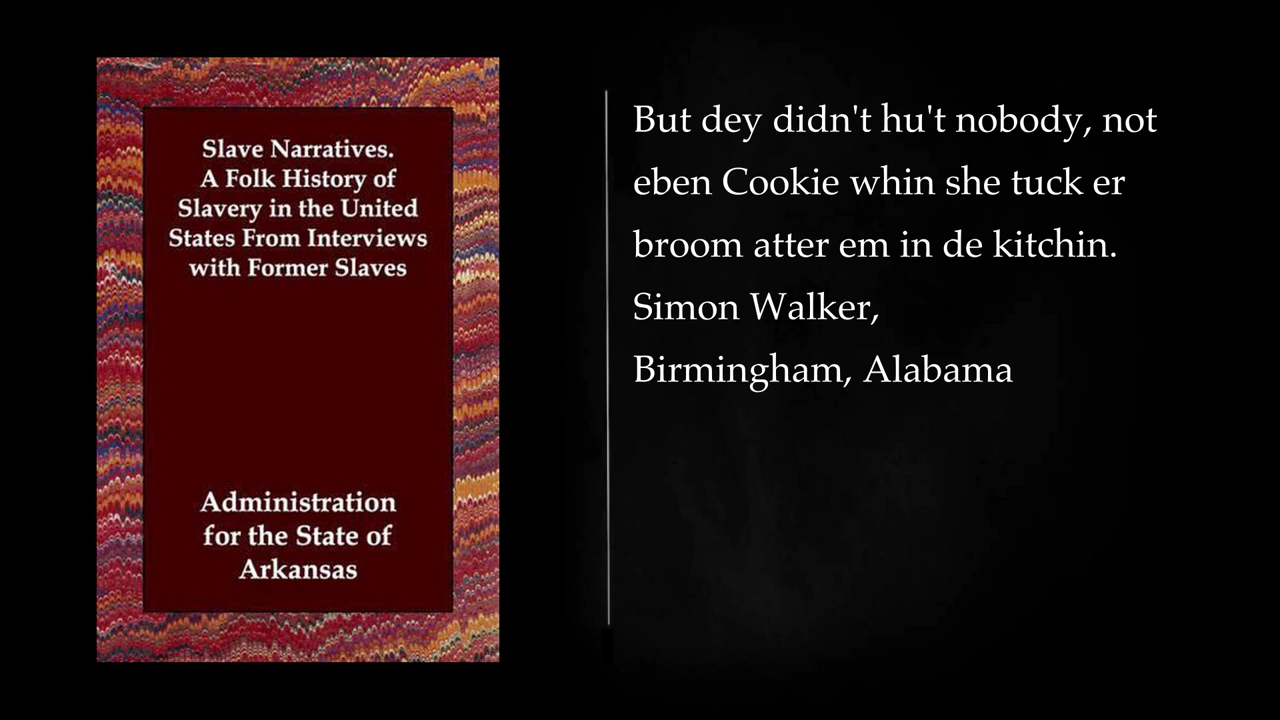 Slave Narratives.
A Folk History of
Slavery in the United
States From Interviews
with Former Slaves
Administration
for the State of
Arkansas
But dey didn't hu't nobody, not
eben Cookie whin she tuck er
broom atter em in de kitchin.
Simon Walker,
Birmingham, Alabama